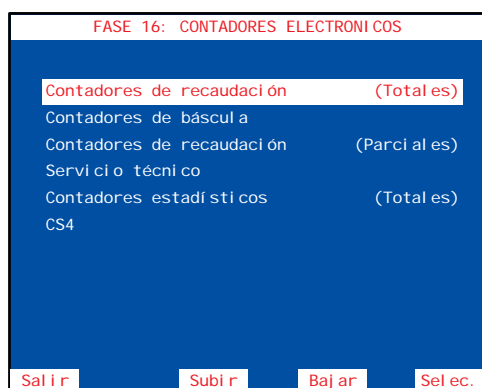 FASE 16: CONTADORES ELECTRONICOS
Contadores de recaudación (Totales)
Contadores de báscula
Contadores de recaudación (Parciales)
Servicio técnico
Contadores estadísticos (Totales)
CS4
Salir Subir Bajar Selec.